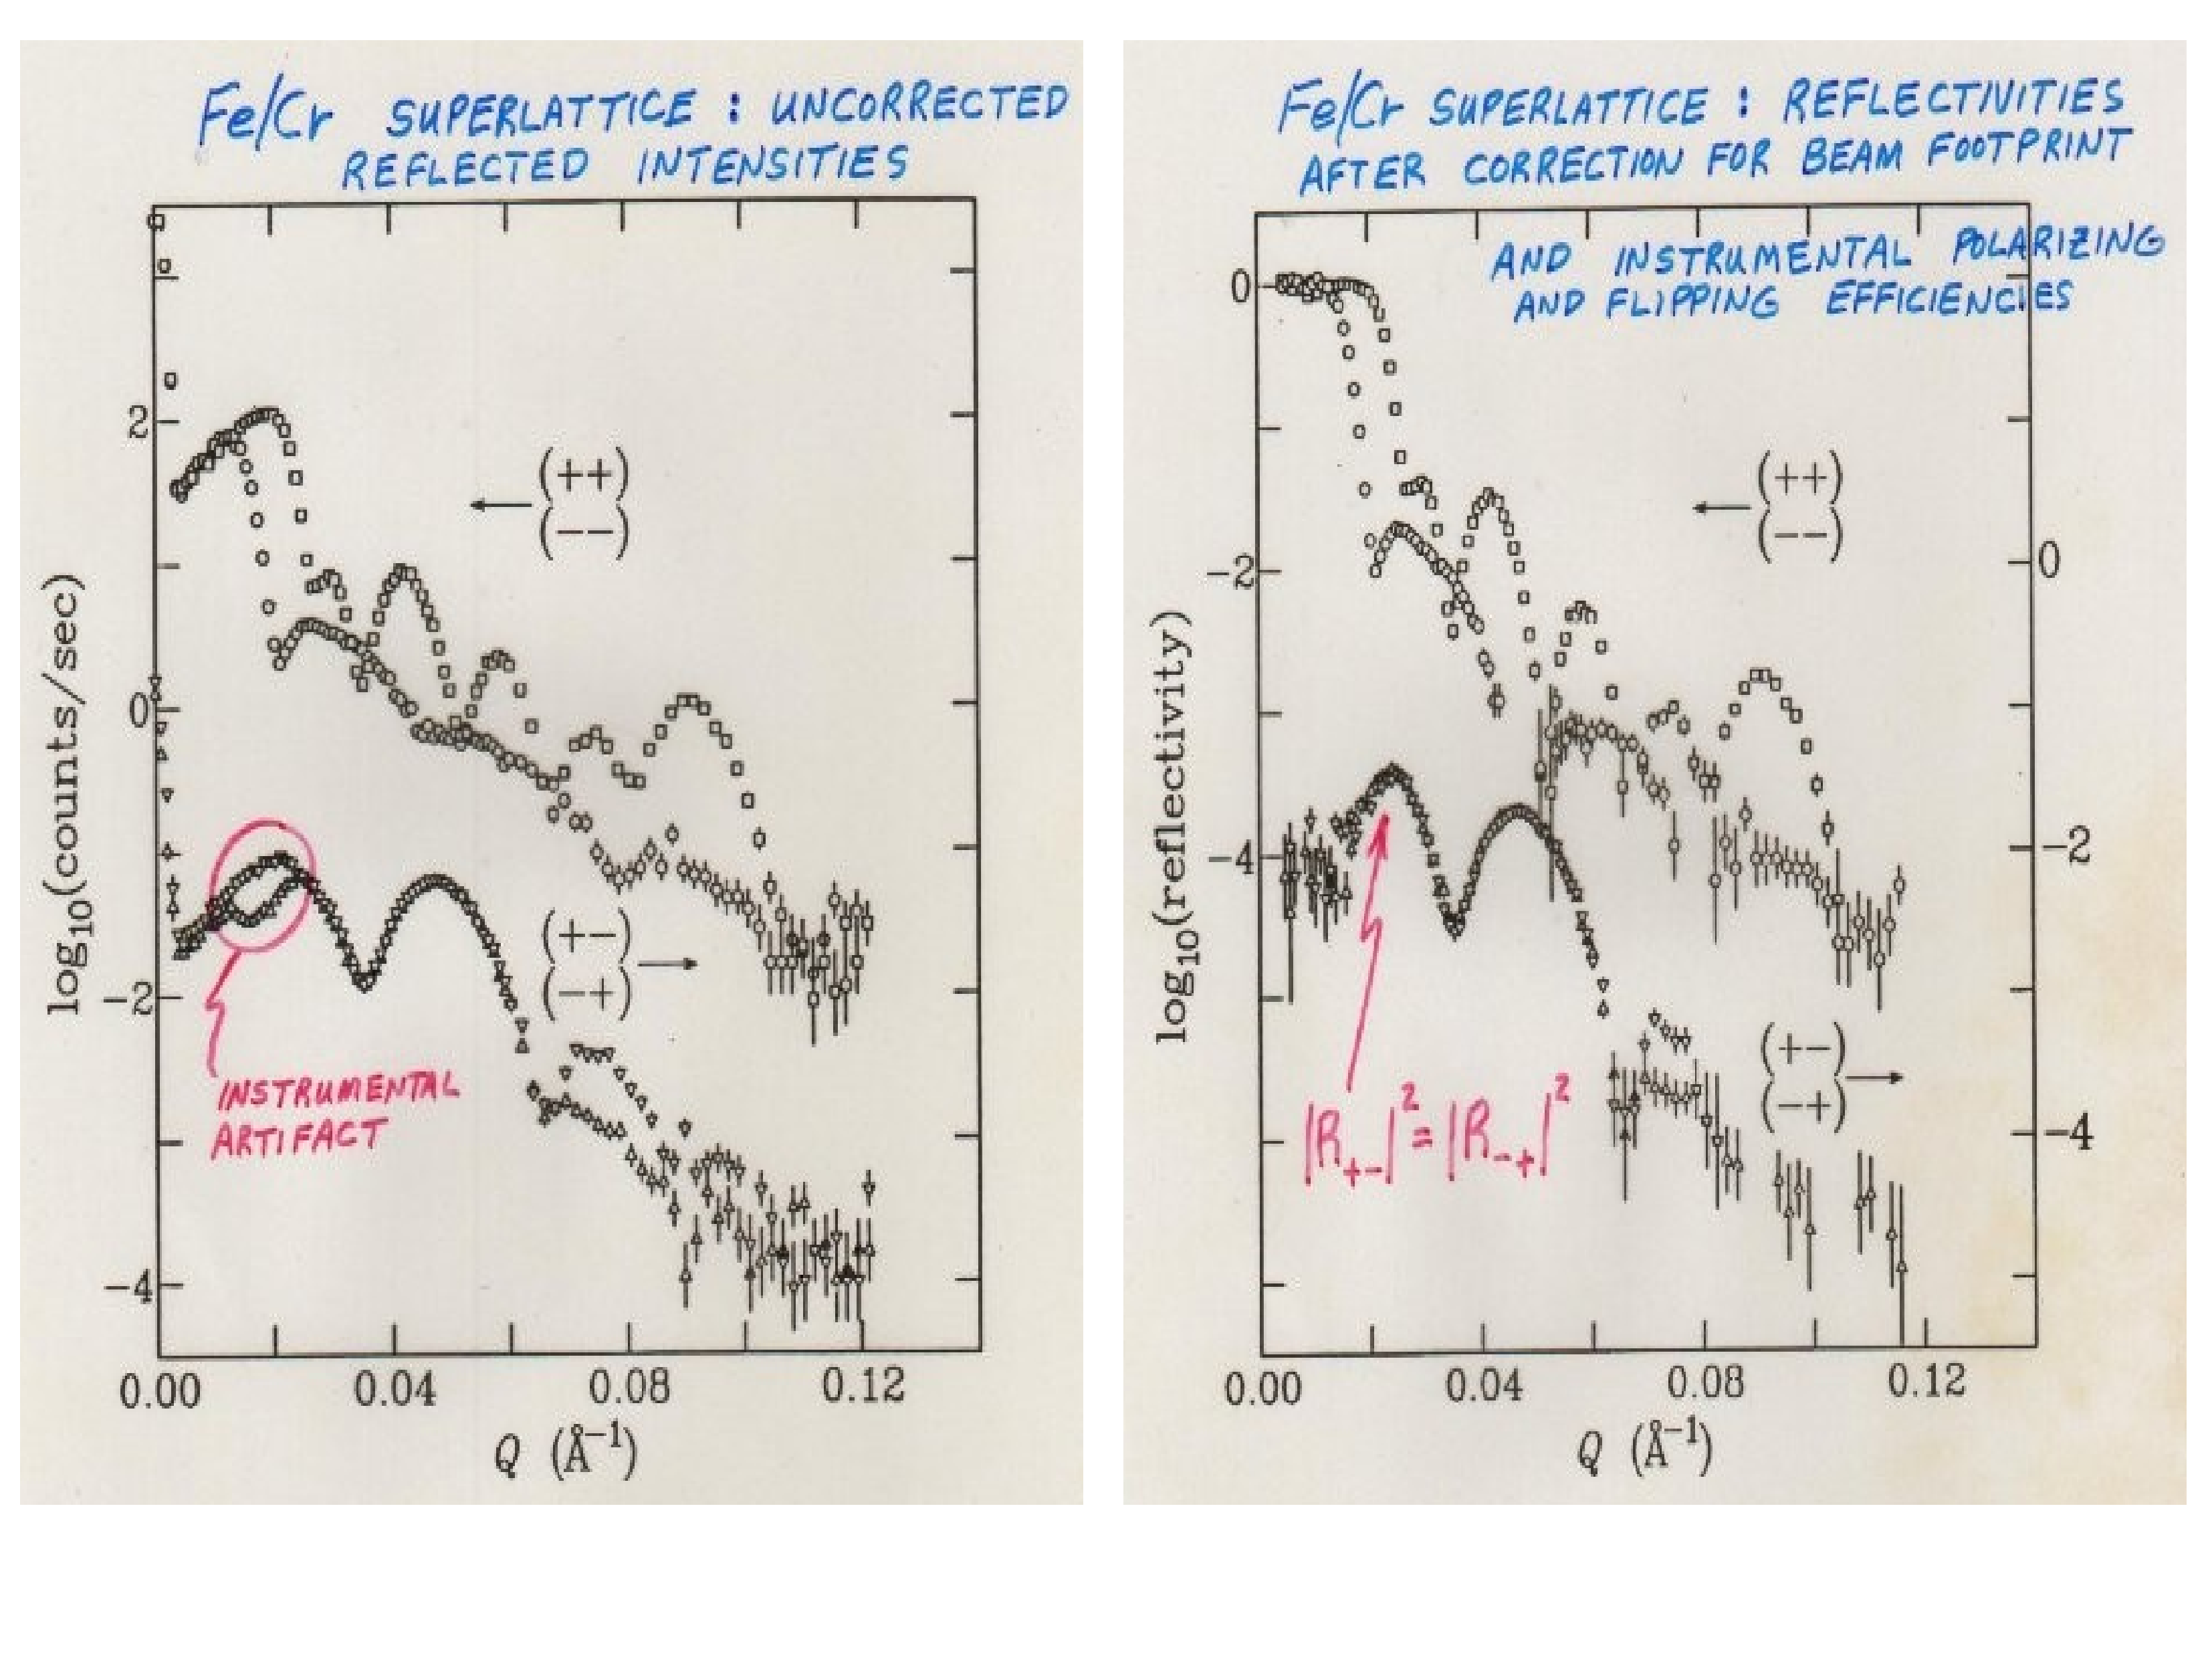 Fe/Cr SUPERLATTICE : UNCORRECTED
REFLECTED INTENSITIES
2
0
−2
−4
log10(counts/sec)
(++)
(−−)
(+−)
(−+)
INSTRUMENTAL
ARTIFACT
0.00 0.04 0.08 0.12
Q (Å−1)
Fe/Cr SUPERLATTICE : REFLECTIVITIES
AFTER CORRECTION FOR BEAM FOOTPRINT
AND INSTRUMENTAL POLARIZING
AND FLIPPING EFFICIENCIES
0
−2
−4
log10(reflectivity)
(++)
(−−)
0
−2
−4
(+−)
(−+)
|R+−|² = |R−+|²
0.00 0.04 0.08 0.12
Q (Å−1)